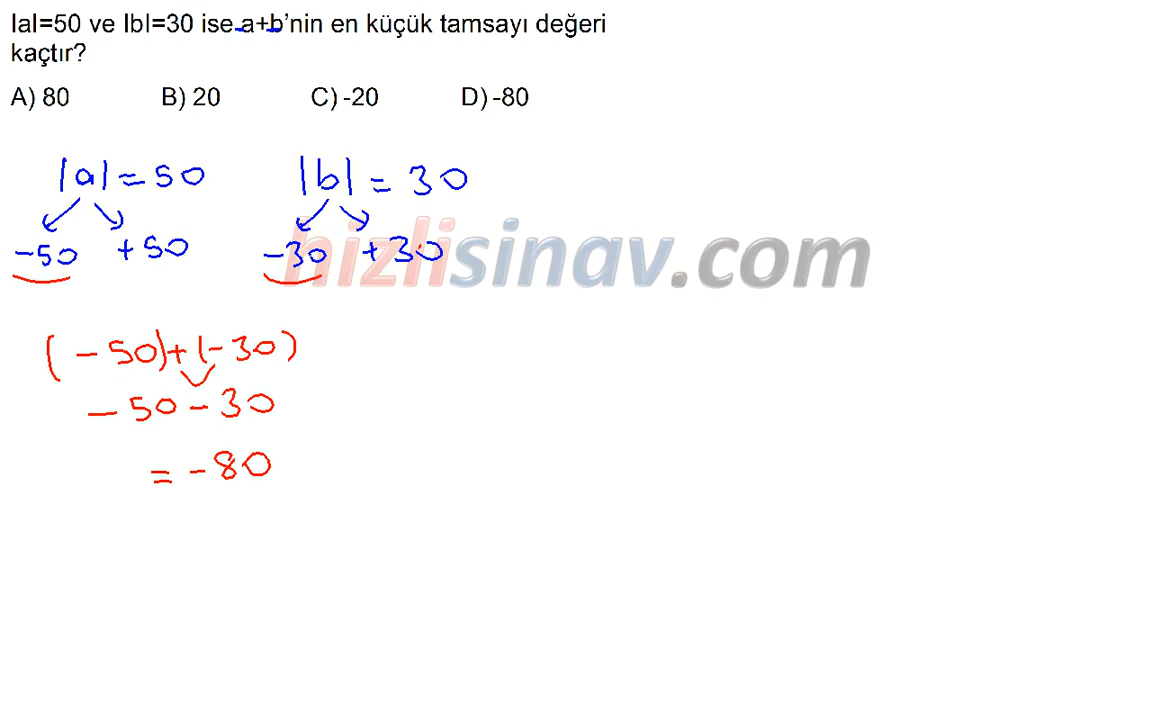 IaI=50 ve IbI=30 ise a+b’nin en küçük tamsayı değeri
kaçtır?
A) 80 B) 20 C) -20 D) -80
|a| = 50 |b| = 30
-50 +50 -30 +30
hizlisinav.com
(-50)+(-30)
-50-30
= -80